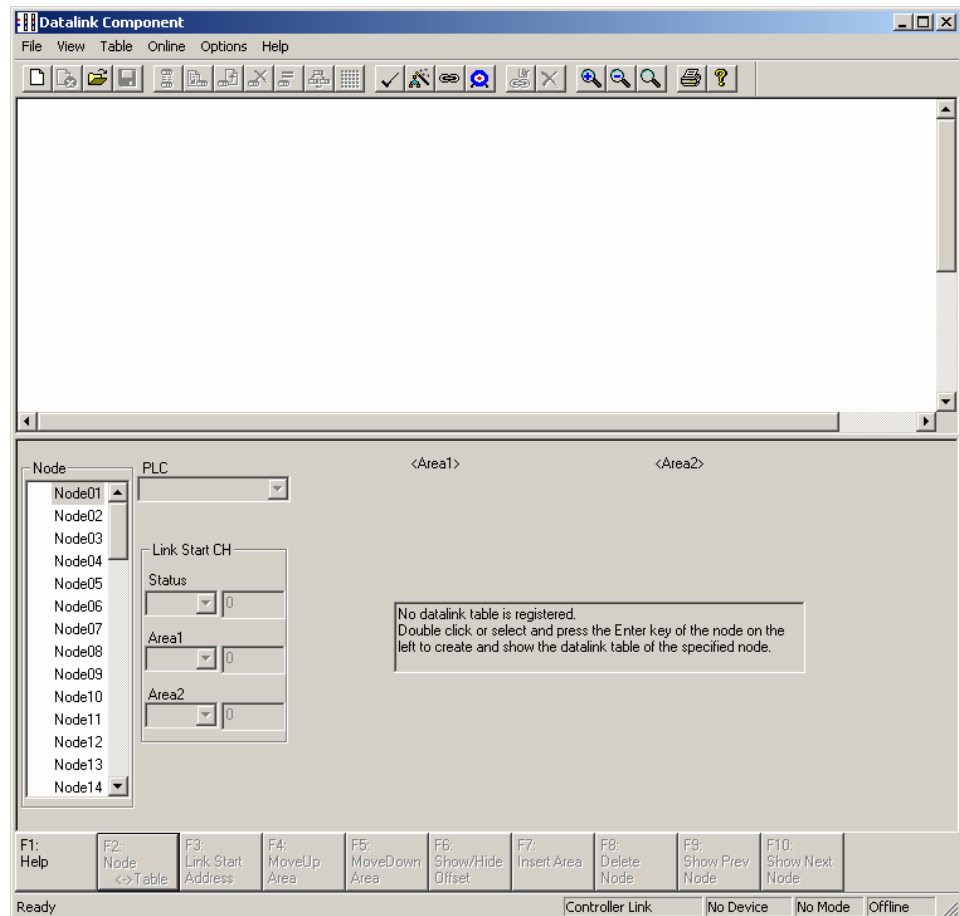 Datalink Component
File View Table Online Options Help
<Area1> <Area2>
Node PLC
Node01
Node02
Node03
Node04
Node05
Node06
Node07
Node08
Node09
Node10
Node11
Node12
Node13
Node14
Link Start CH
Status
0
Area1
0
Area2
0
No datalink table is registered.
Double click or select and press the Enter key of the node on the
left to create and show the datalink table of the specified node.
F1:
Help
F2:
Node
<->Table
F3:
Link Start
Address
F4:
MoveUp
Area
F5:
MoveDown
Area
F6:
Show/Hide
Offset
F7:
Insert Area
F8:
Delete
Node
F9:
Show Prev
Node
F10:
Show Next
Node
Ready Controller Link No Device No Mode Offline